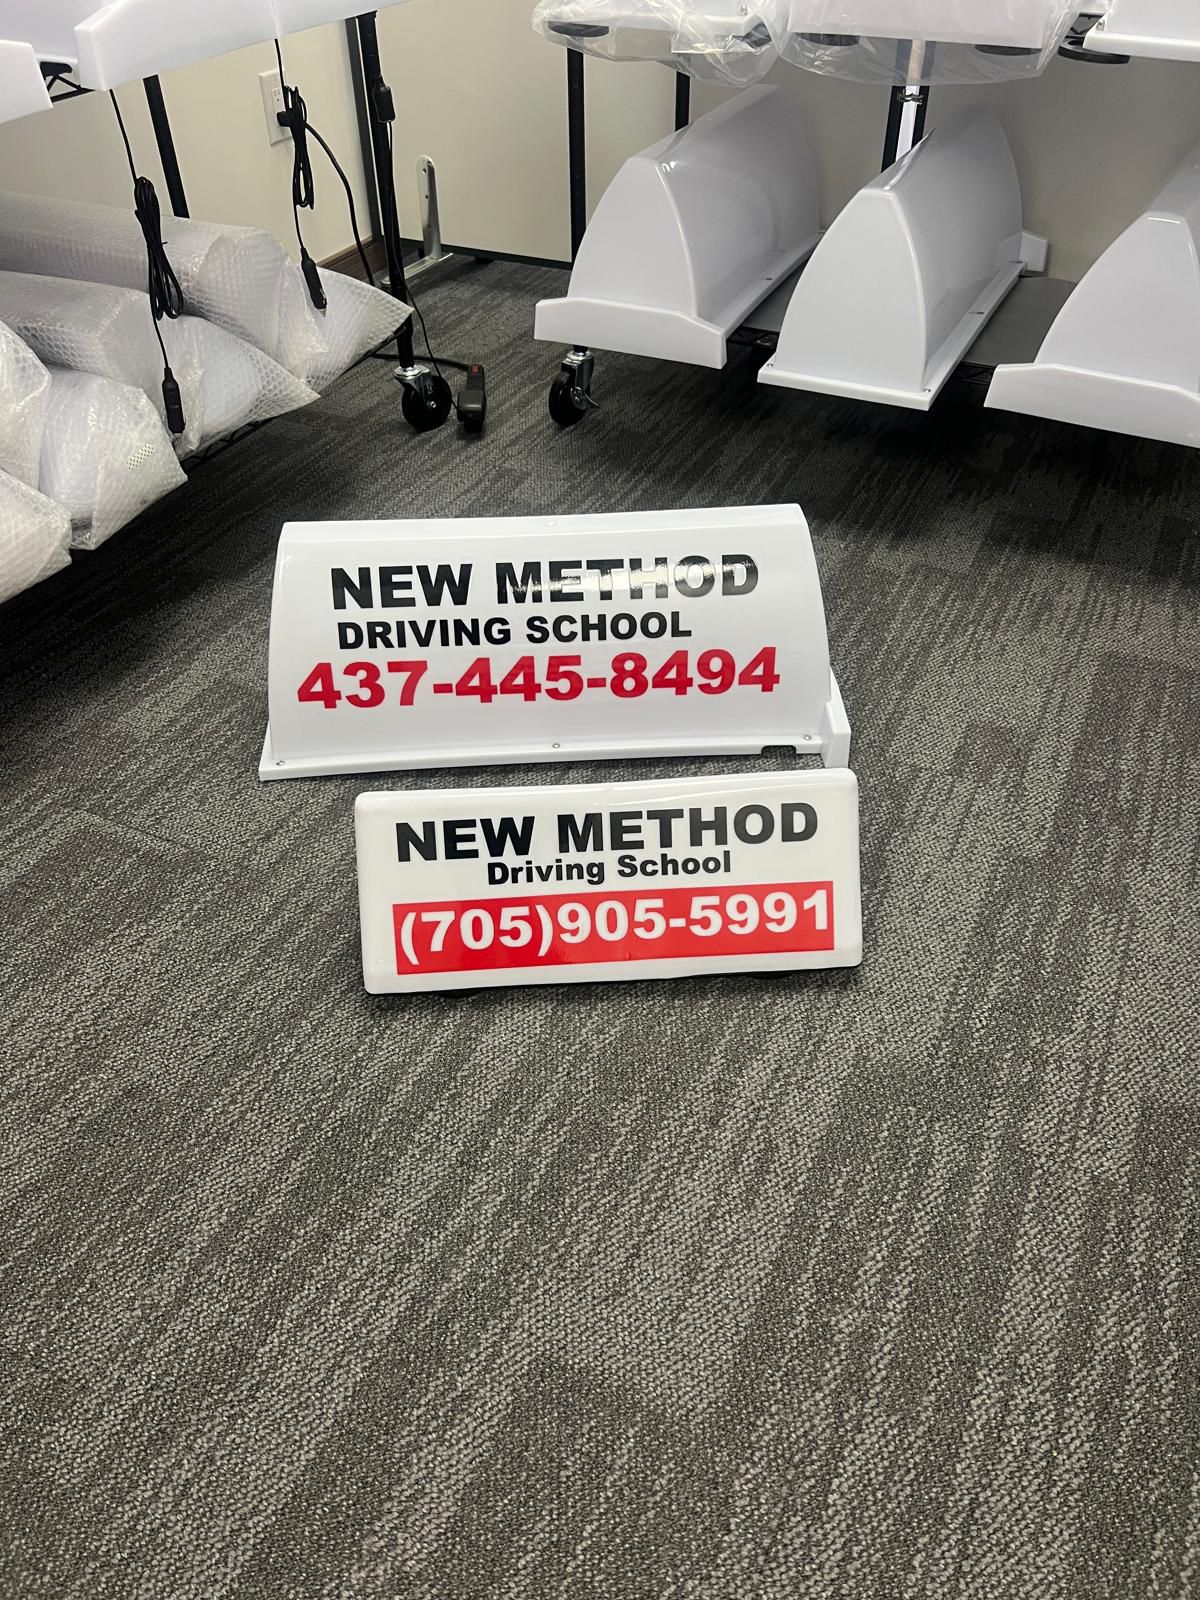 NEW METHOD
DRIVING SCHOOL
437-445-8494
NEW METHOD
Driving School
(705)905-5991